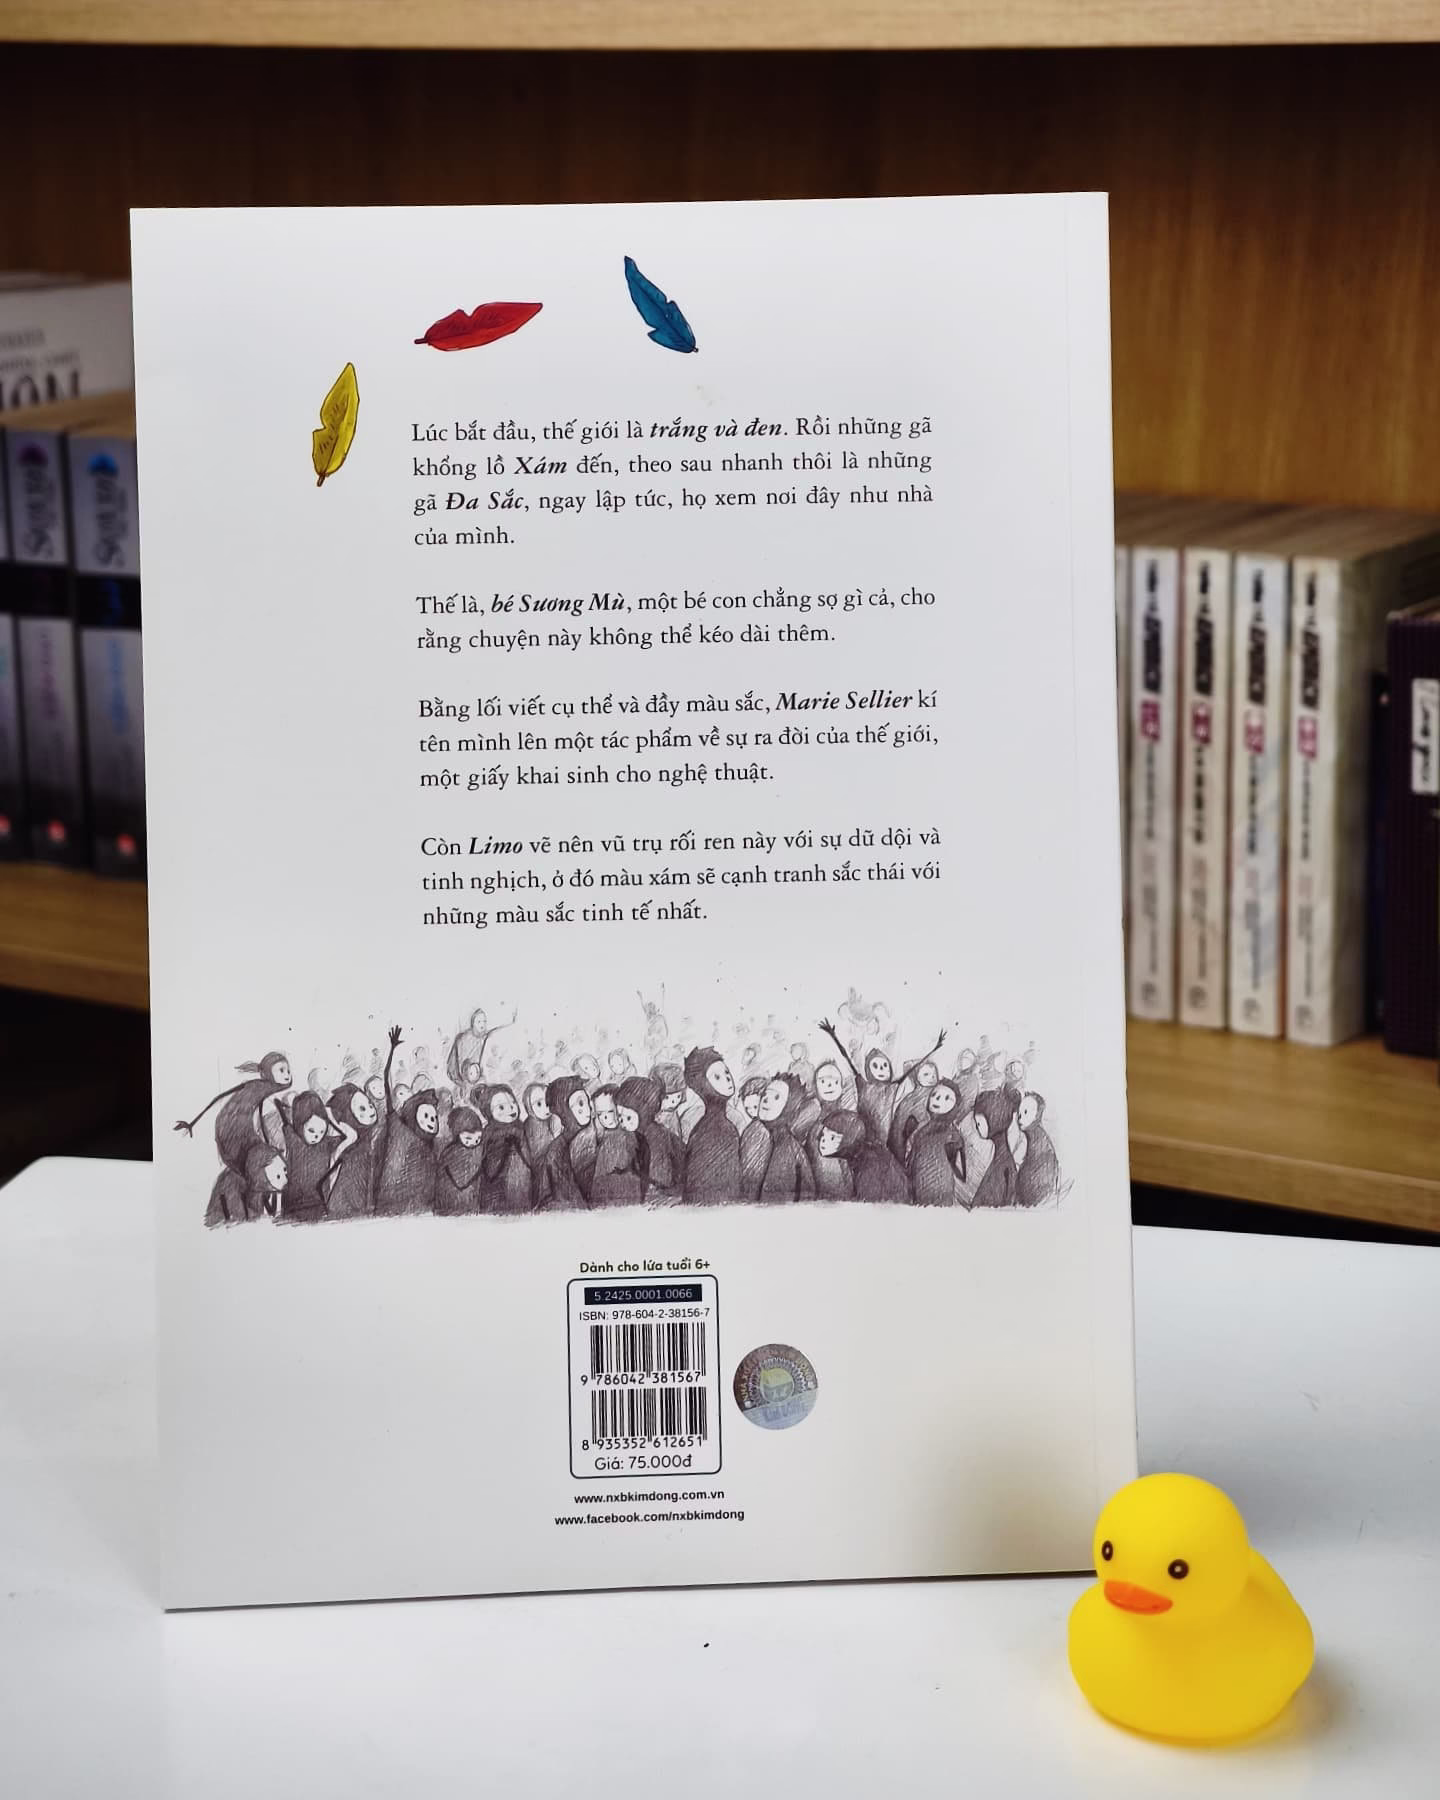 Lúc bắt đầu, thế giới là trắng và đen. Rồi những gã
khổng lồ Xám đến, theo sau nhanh thôi là những
gã Đa Sắc, ngay lập tức, họ xem nơi đây như nhà
của mình.
Thế là, bé Sương Mù, một bé con chẳng sợ gì cả, cho
rằng chuyện này không thể kéo dài thêm.
Bằng lối viết cụ thể và đầy màu sắc, Marie Sellier kí
tên mình lên một tác phẩm về sự ra đời của thế giới,
một giấy khai sinh cho nghệ thuật.
Còn Limo vẽ nên vũ trụ rối ren này với sự dữ dội và
tinh nghịch, ở đó màu xám sẽ cạnh tranh sắc thái với
những màu sắc tinh tế nhất.
Dành cho lứa tuổi 6+
5.2425.0001.0066
ISBN: 978-604-2-38156-7
9 786042 381567
8 935352 612651
Giá: 75.000đ
www.nxbkimdong.com.vn
www.facebook.com/nxbkimdong